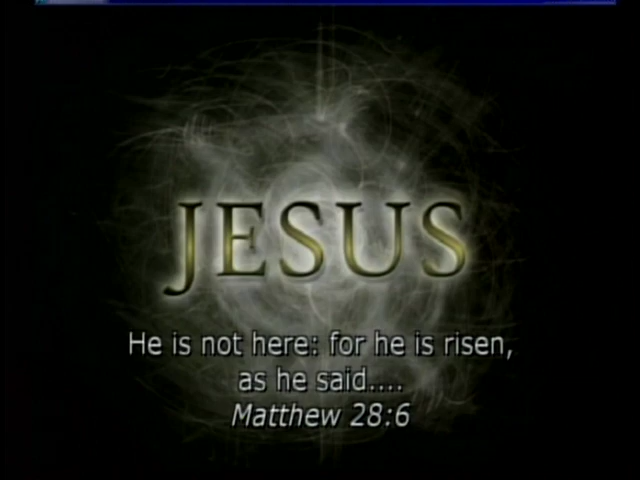 JESUS
He is not here: for he is risen,
as he said....
Matthew 28:6